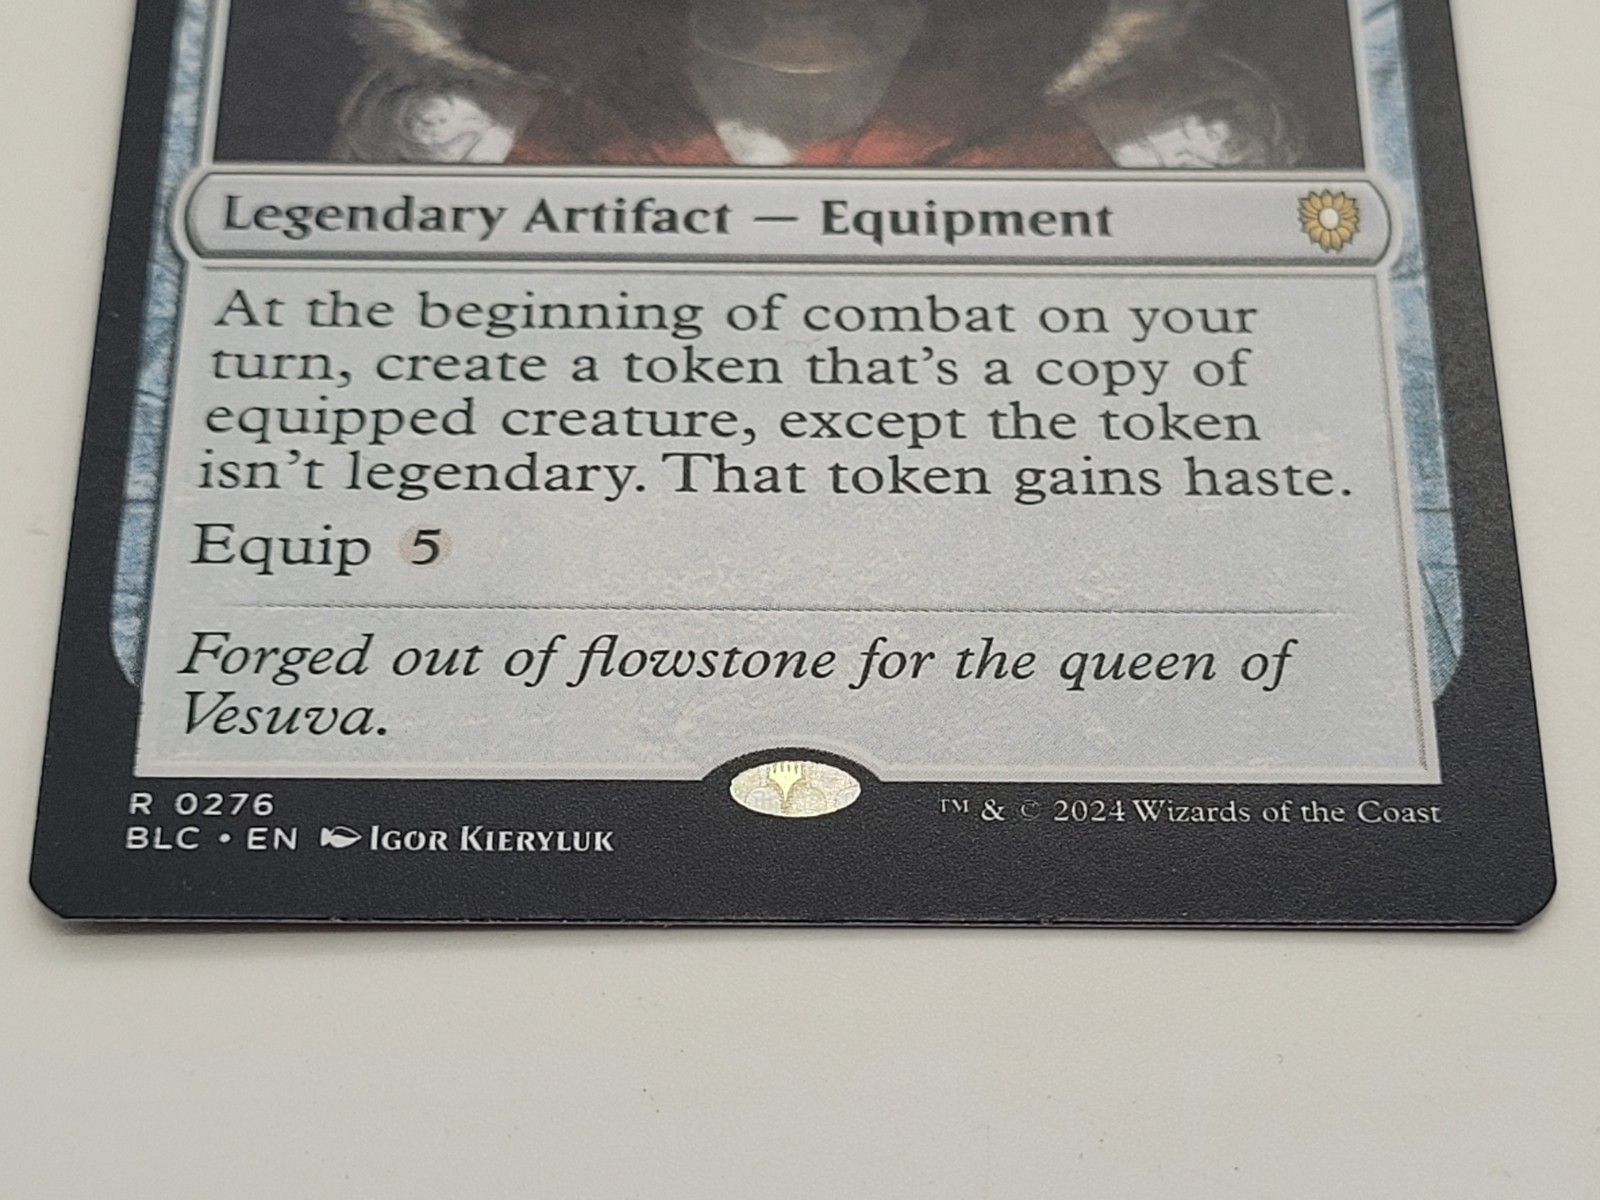 Legendary Artifact — Equipment
At the beginning of combat on your
turn, create a token that's a copy of
equipped creature, except the token
isn't legendary. That token gains haste.
Equip 5
Forged out of flowstone for the queen of
Vesuva.
R 0276
BLC • EN IGOR KIERYLUK
™ & © 2024 Wizards of the Coast